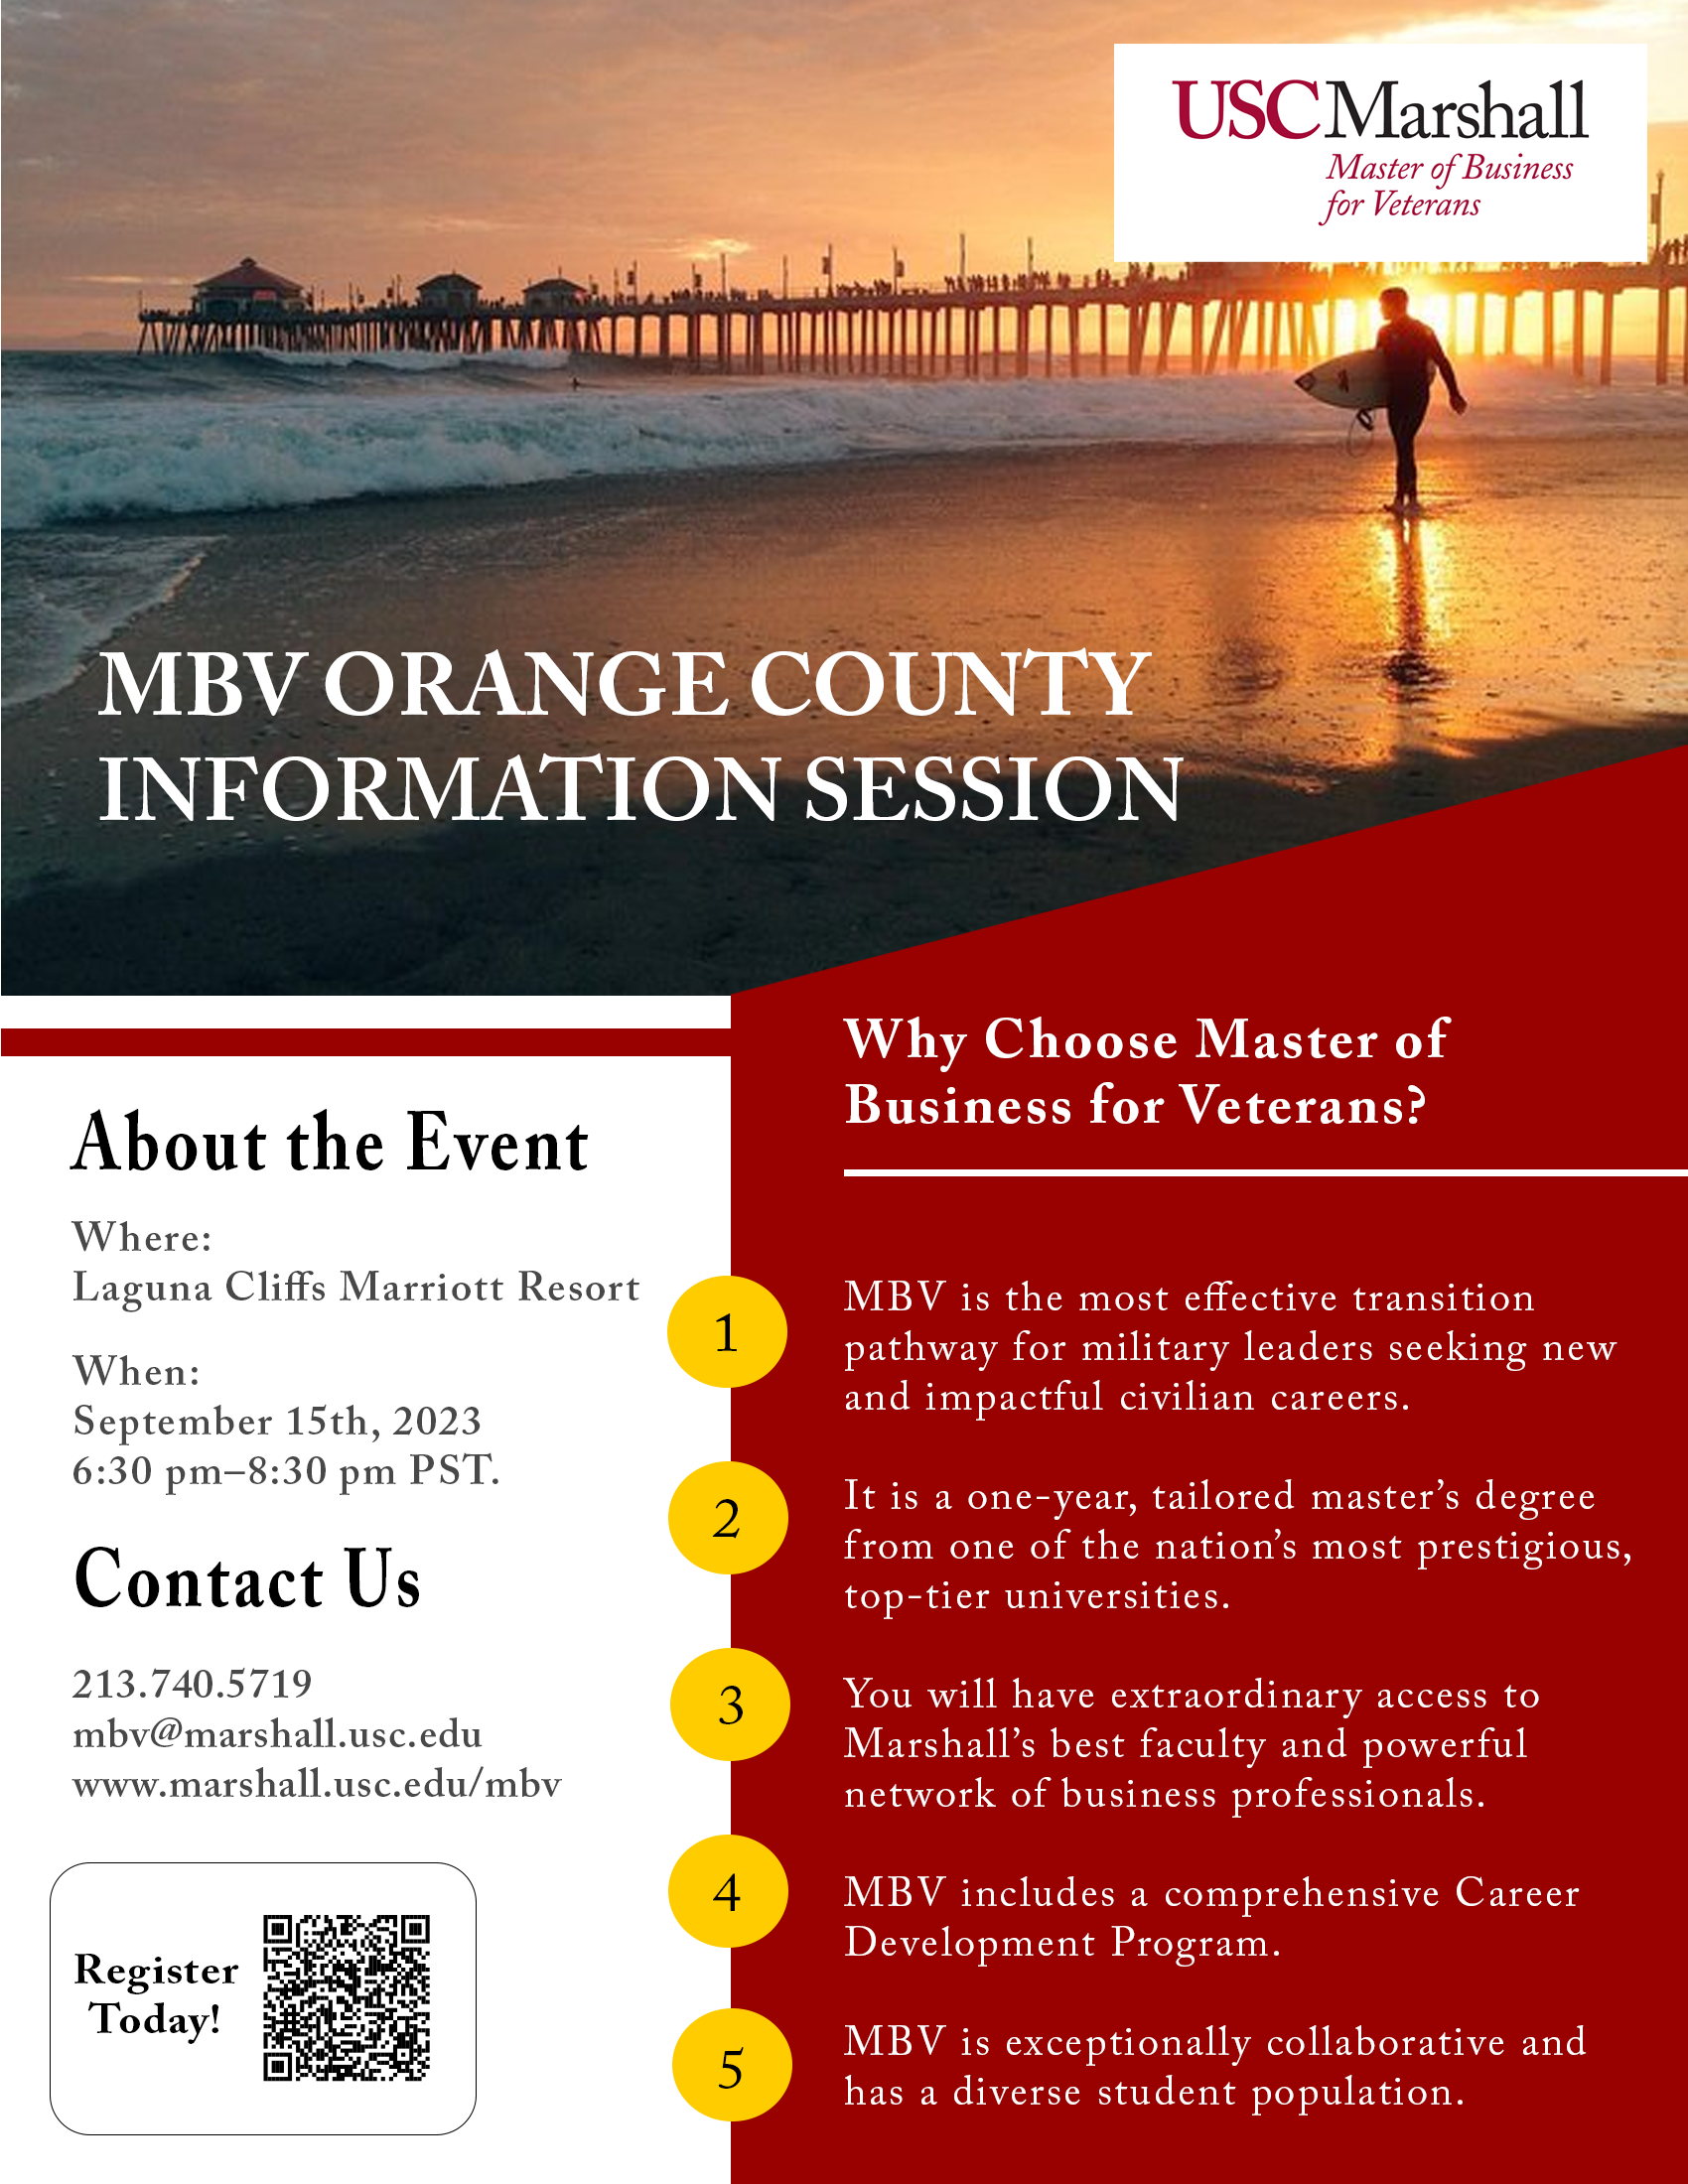 USC Marshall
Master of Business
for Veterans
MBV ORANGE COUNTY
INFORMATION SESSION
About the Event
Where:
Laguna Cliffs Marriott Resort
When:
September 15th, 2023
6:30 pm–8:30 pm PST.
Contact Us
213.740.5719
mbv@marshall.usc.edu
www.marshall.usc.edu/mbv
Register
Today!
Why Choose Master of
Business for Veterans?
1
MBV is the most effective transition
pathway for military leaders seeking new
and impactful civilian careers.
2
It is a one-year, tailored master’s degree
from one of the nation’s most prestigious,
top-tier universities.
3
You will have extraordinary access to
Marshall’s best faculty and powerful
network of business professionals.
4
MBV includes a comprehensive Career
Development Program.
5
MBV is exceptionally collaborative and
has a diverse student population.